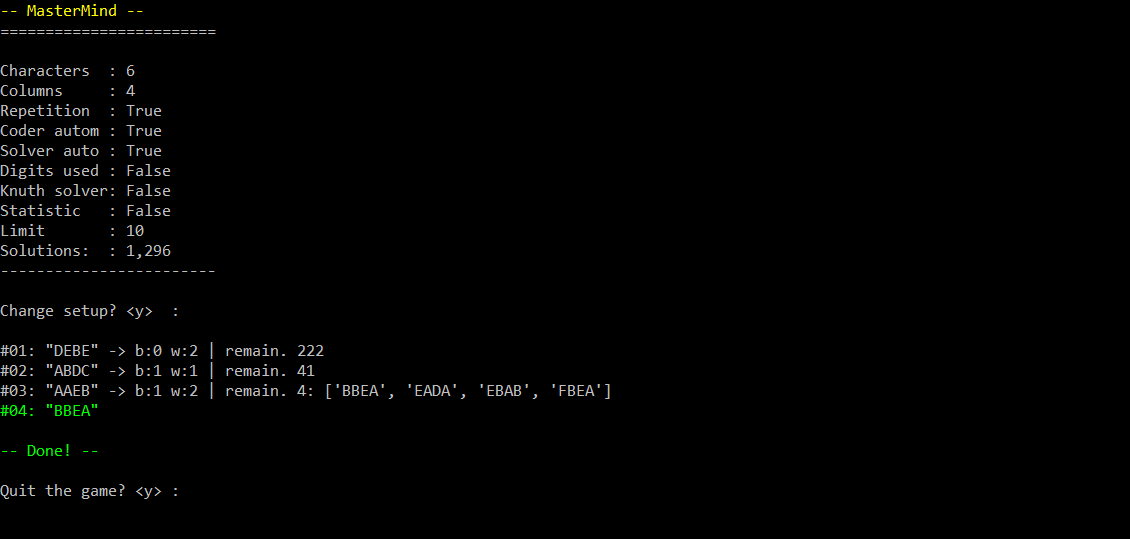 -- MasterMind --
========================
Characters  : 6
Columns     : 4
Repetition  : True
Coder autom : True
Solver auto : True
Digits used : False
Knuth solver: False
Statistic   : False
Limit       : 10
Solutions:  : 1,296
------------------------
Change setup? <y>  :
#01: "DEBE" -> b:0 w:2 | remain. 222
#02: "ABDC" -> b:1 w:1 | remain. 41
#03: "AAEB" -> b:1 w:2 | remain. 4: ['BBEA', 'EADA', 'EBAB', 'FBEA']
#04: "BBEA"
-- Done! --
Quit the game? <y> :